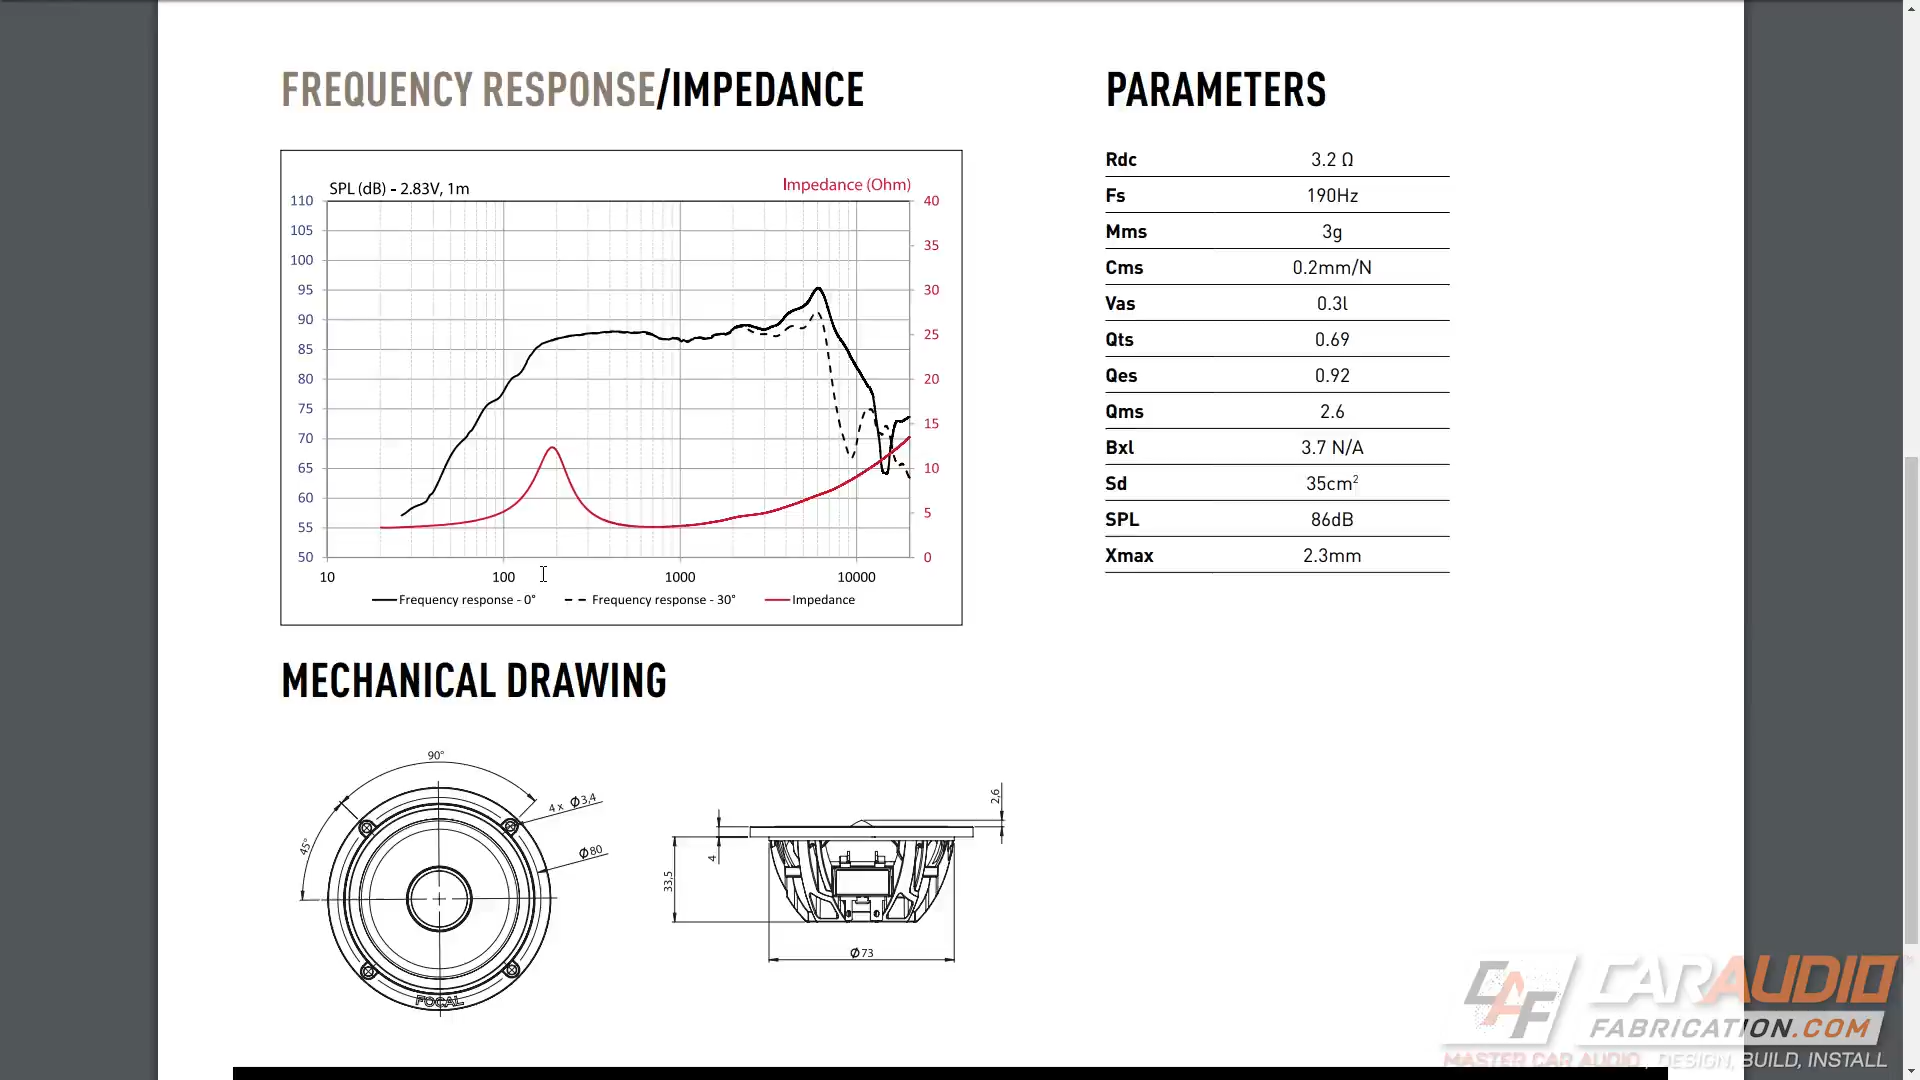 FREQUENCY RESPONSE/IMPEDANCE
SPL (dB) - 2.83V, 1m
Impedance (Ohm)
110
105
100
95
90
85
80
75
70
65
60
55
50
40
35
30
25
20
15
10
5
0
10 100 1000 10000
Frequency response - 0° Frequency response - 30° Impedance
PARAMETERS
Rdc 3.2 Ω
Fs 190Hz
Mms 3g
Cms 0.2mm/N
Vas 0.3l
Qts 0.69
Qes 0.92
Qms 2.6
Bxl 3.7 N/A
Sd 35cm²
SPL 86dB
Xmax 2.3mm
MECHANICAL DRAWING
90°
4 x Ø3,4
45°
Ø80
FOCAL
2,6
4
33,5
Ø73
CAF
CARAUDIO
FABRICATION.COM
MASTER CAR AUDIO DESIGN, BUILD, INSTALL